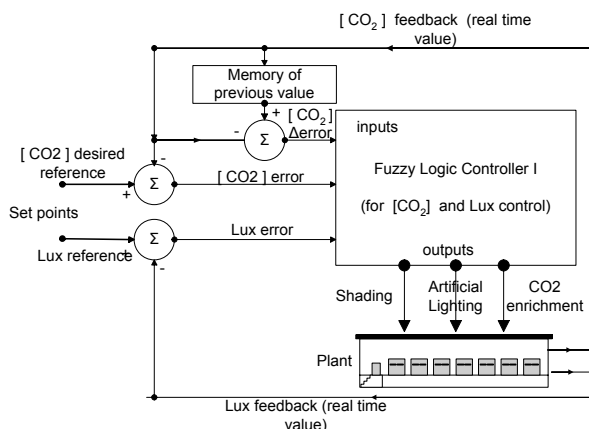 [ CO₂ ] feedback (real time
value)
Memory of
previous value
+
[ CO₂ ]
Δerror
-
Σ
inputs
Fuzzy Logic Controller I
(for [CO₂] and Lux control)
outputs
[ CO2 ] desired
reference
-
+
Σ
[ CO2 ] error
Set points
Lux reference
+
Σ
-
Lux error
Shading
Artificial
Lighting
CO2
enrichment
Plant
Lux feedback (real time
value)